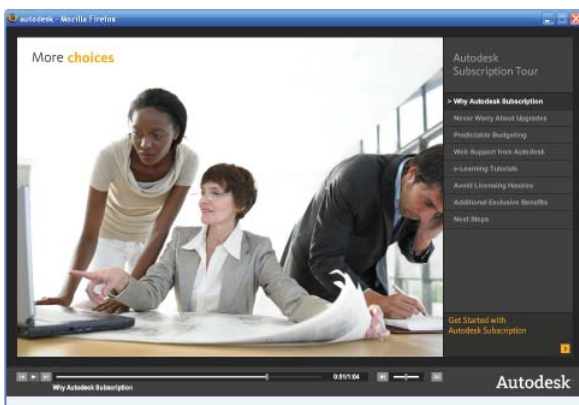 autodesk - Mozilla Firefox
More choices
Autodesk
Subscription Tour
> Why Autodesk Subscription
Never Worry About Upgrades
Predictable Budgeting
Web Support from Autodesk
e-Learning Tutorials
Avoid Licensing Hassles
Additional Exclusive Benefits
Next Steps
Get Started with
Autodesk Subscription
0:51/1:04
Why Autodesk Subscription
Autodesk